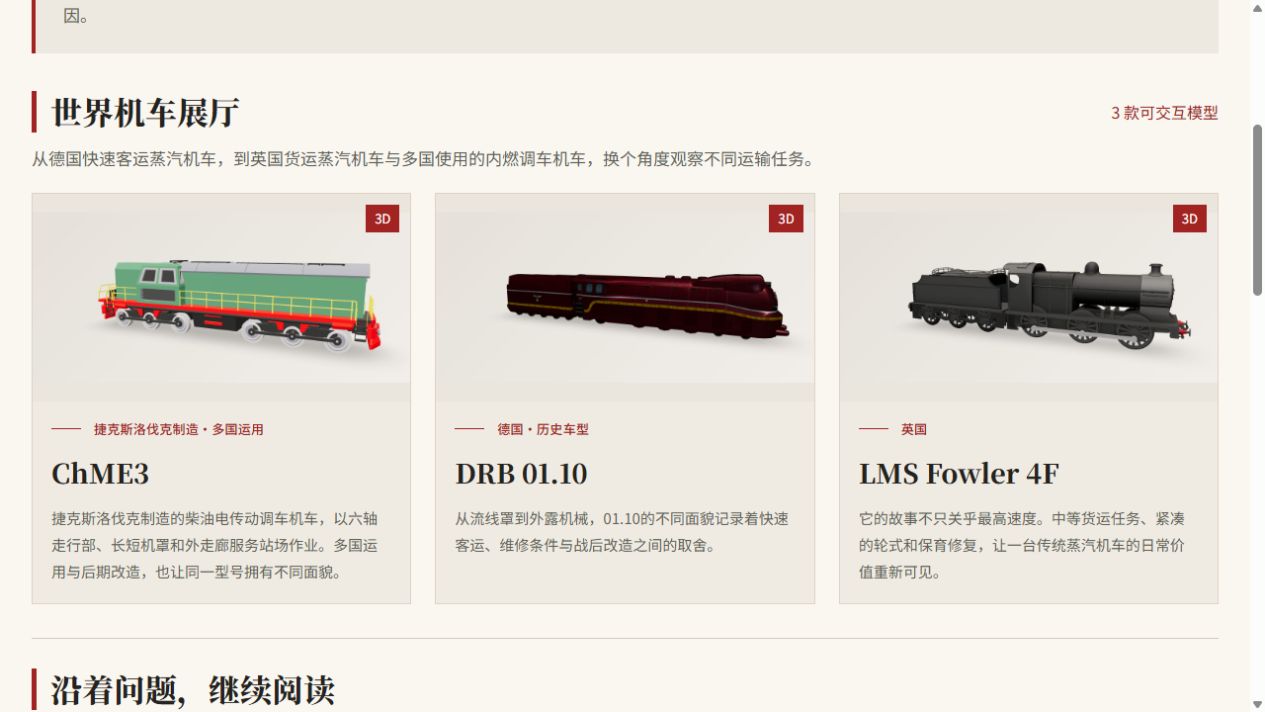 因。
世界机车展厅
3 款可交互模型
从德国快速客运蒸汽机车，到英国货运蒸汽机车与多国使用的内燃调车机车，换个角度观察不同运输任务。
3D
捷克斯洛伐克制造・多国运用
ChME3
捷克斯洛伐克制造的柴油电传动调车机车，以六轴
走行部、长短机罩和外走廊服务站场作业。多国运
用与后期改造，也让同一型号拥有不同面貌。
3D
德国・历史车型
DRB 01.10
从流线罩到外露机械，01.10的不同面貌记录着快速
客运、维修条件与战后改造之间的取舍。
3D
英国
LMS Fowler 4F
它的故事不只关乎最高速度。中等货运任务、紧凑
的轮式和保育修复，让一台传统蒸汽机车的日常价
值重新可见。
沿着问题，继续阅读